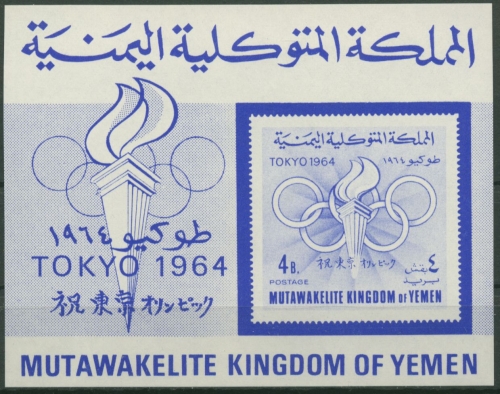 المملكة المتوكلية اليمنية
طوكيو ١٩٦٤
TOKYO 1964
祝 東京 オリンピック
المملكة المتوكلية اليمنية
TOKYO 1964 طوكيو ١٩٦٤
祝 東京 オリンピック
4 B. ٤ بقش
POSTAGE بريد
MUTAWAKELITE KINGDOM OF YEMEN
MUTAWAKELITE KINGDOM OF YEMEN